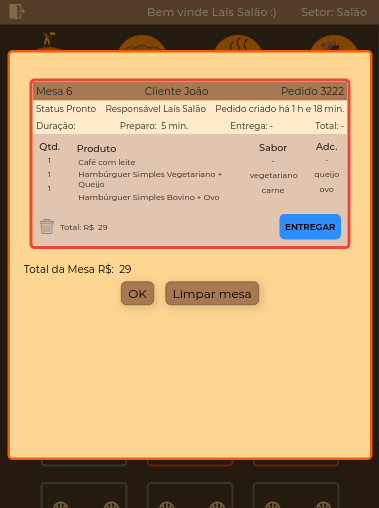 Bem vinde Laís Salão :) Setor: Salão
Mesa 6 Cliente João Pedido 3222
Status Pronto Responsável Laís Salão Pedido criado há 1 h e 18 min.
Duração: Preparo: 5 min. Entrega: - Total: -
Qtd. Produto Sabor Adc.
1 Café com leite - -
1 Hambúrguer Simples Vegetariano + vegetariano queijo
Queijo
1 Hambúrguer Simples Bovino + Ovo carne ovo
Total: R$ 29 ENTREGAR
Total da Mesa R$: 29
OK Limpar mesa